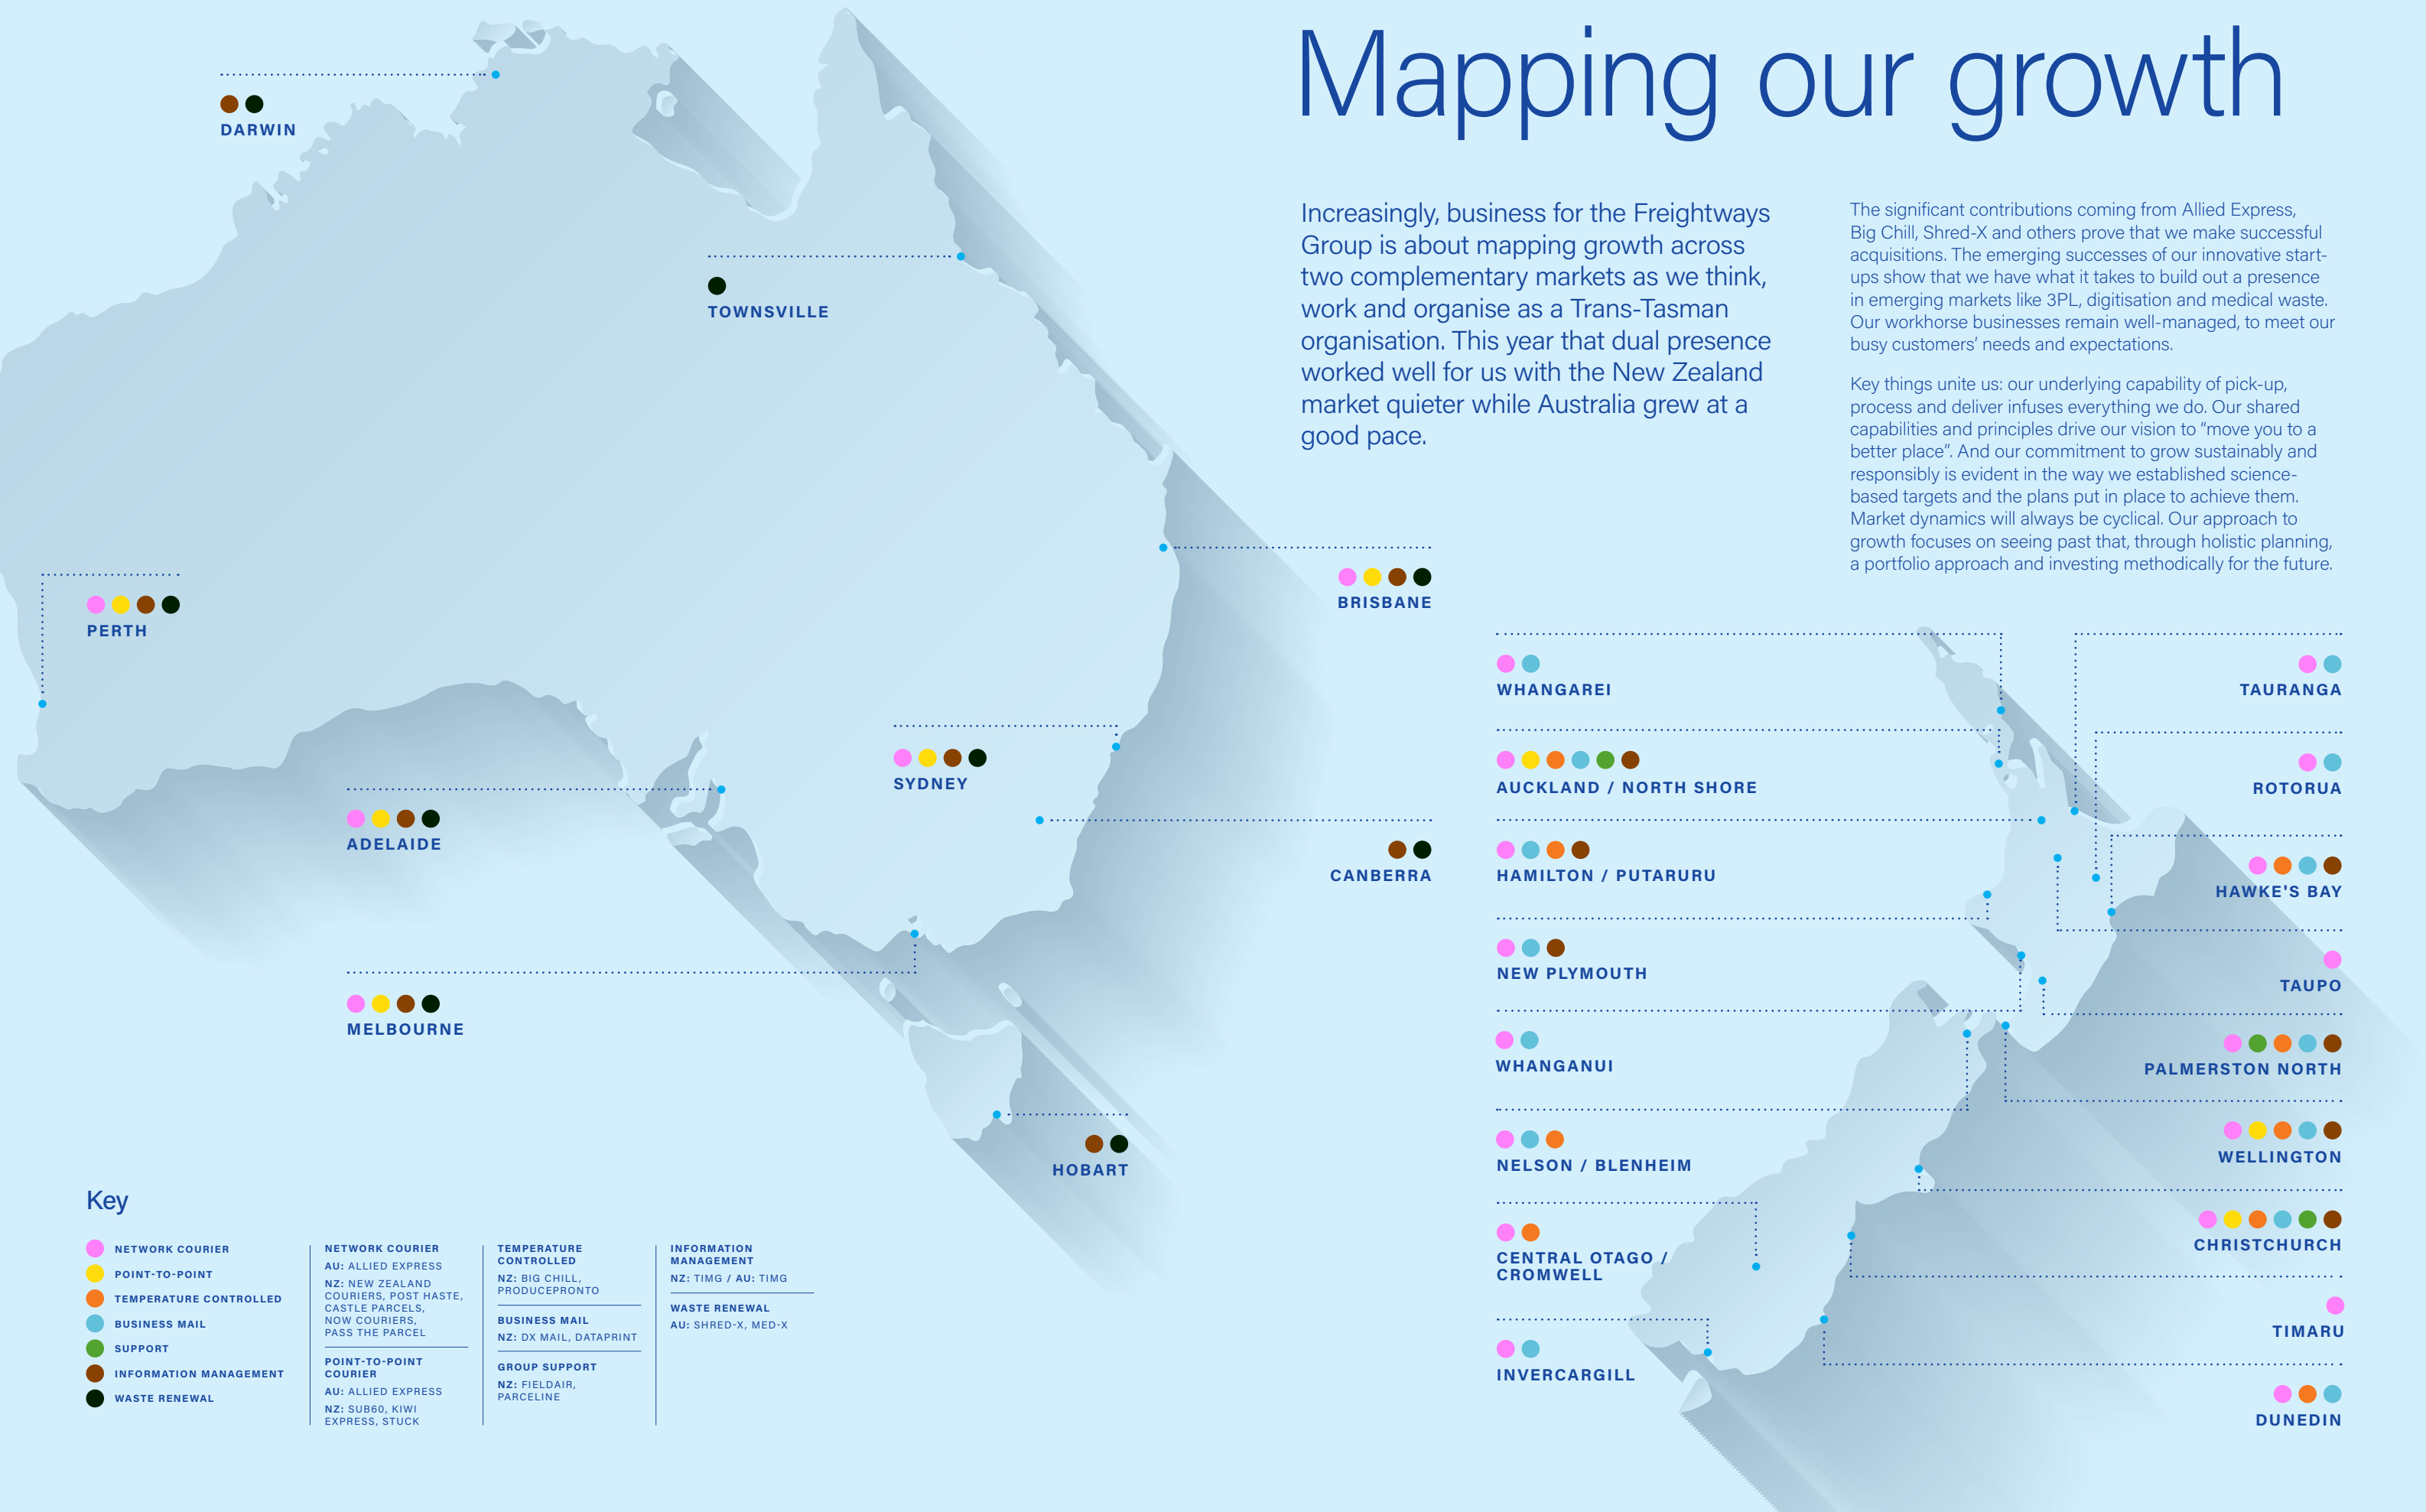 Mapping our growth
Increasingly, business for the Freightways
Group is about mapping growth across
two complementary markets as we think,
work and organise as a Trans-Tasman
organisation. This year that dual presence
worked well for us with the New Zealand
market quieter while Australia grew at a
good pace.
The significant contributions coming from Allied Express,
Big Chill, Shred-X and others prove that we make successful
acquisitions. The emerging successes of our innovative start-
ups show that we have what it takes to build out a presence
in emerging markets like 3PL, digitisation and medical waste.
Our workhorse businesses remain well-managed, to meet our
busy customers’ needs and expectations.
Key things unite us: our underlying capability of pick-up,
process and deliver infuses everything we do. Our shared
capabilities and principles drive our vision to “move you to a
better place”. And our commitment to grow sustainably and
responsibly is evident in the way we established science-
based targets and the plans put in place to achieve them.
Market dynamics will always be cyclical. Our approach to
growth focuses on seeing past that, through holistic planning,
a portfolio approach and investing methodically for the future.
DARWIN
TOWNSVILLE
BRISBANE
PERTH
SYDNEY
ADELAIDE
CANBERRA
MELBOURNE
HOBART
WHANGAREI
AUCKLAND / NORTH SHORE
HAMILTON / PUTARURU
NEW PLYMOUTH
WHANGANUI
NELSON / BLENHEIM
CENTRAL OTAGO /
CROMWELL
INVERCARGILL
TAURANGA
ROTORUA
HAWKE'S BAY
TAUPO
PALMERSTON NORTH
WELLINGTON
CHRISTCHURCH
TIMARU
DUNEDIN
Key
NETWORK COURIER
POINT-TO-POINT
TEMPERATURE CONTROLLED
BUSINESS MAIL
SUPPORT
INFORMATION MANAGEMENT
WASTE RENEWAL
NETWORK COURIER
AU: ALLIED EXPRESS
NZ: NEW ZEALAND
COURIERS, POST HASTE,
CASTLE PARCELS,
NOW COURIERS,
PASS THE PARCEL
POINT-TO-POINT
COURIER
AU: ALLIED EXPRESS
NZ: SUB60, KIWI
EXPRESS, STUCK
TEMPERATURE
CONTROLLED
NZ: BIG CHILL,
PRODUCEPRONTO
BUSINESS MAIL
NZ: DX MAIL, DATAPRINT
GROUP SUPPORT
NZ: FIELDAIR,
PARCELINE
INFORMATION
MANAGEMENT
NZ: TIMG / AU: TIMG
WASTE RENEWAL
AU: SHRED-X, MED-X